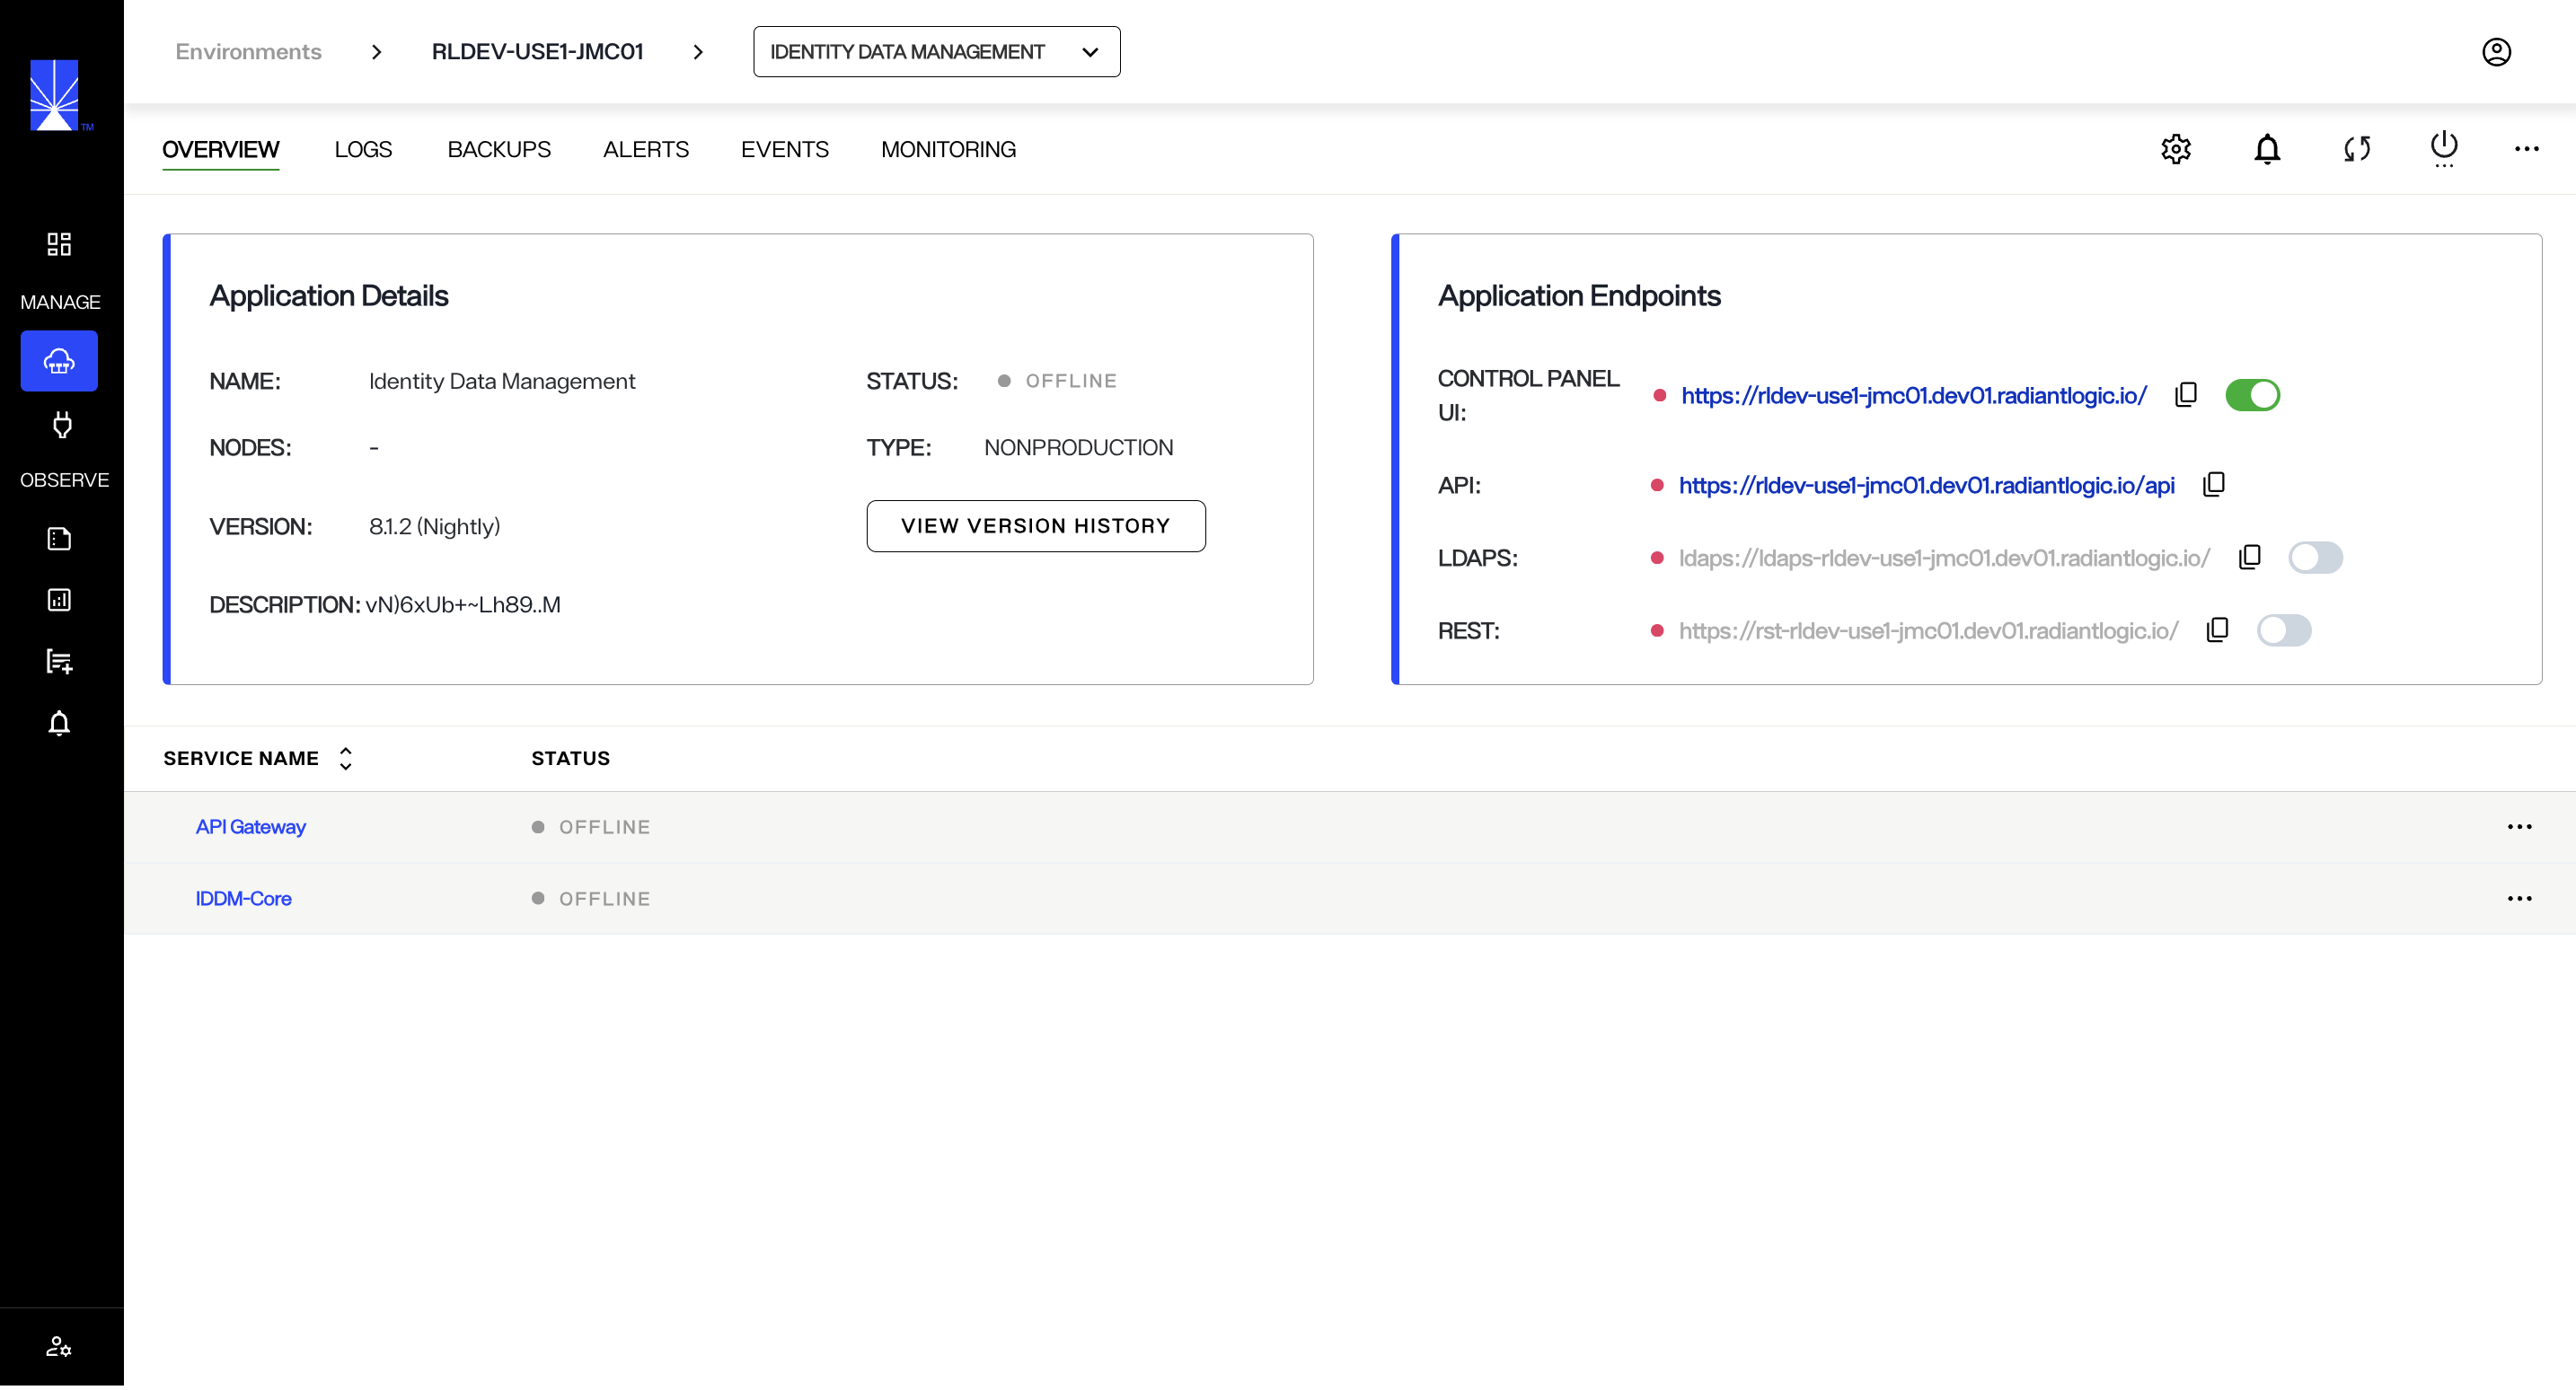 Environments > RLDEV-USE1-JMC01 > IDENTITY DATA MANAGEMENT
TM
OVERVIEW LOGS BACKUPS ALERTS EVENTS MONITORING
MANAGE
OBSERVE
Application Details
NAME: Identity Data Management STATUS: OFFLINE
NODES: - TYPE: NONPRODUCTION
VERSION: 8.1.2 (Nightly) VIEW VERSION HISTORY
DESCRIPTION: vN)6xUb+~Lh89..M
Application Endpoints
CONTROL PANEL
UI: https://rldev-use1-jmc01.dev01.radiantlogic.io/
API: https://rldev-use1-jmc01.dev01.radiantlogic.io/api
LDAPS: ldaps://ldaps-rldev-use1-jmc01.dev01.radiantlogic.io/
REST: https://rst-rldev-use1-jmc01.dev01.radiantlogic.io/
SERVICE NAME STATUS
API Gateway OFFLINE
IDDM-Core OFFLINE